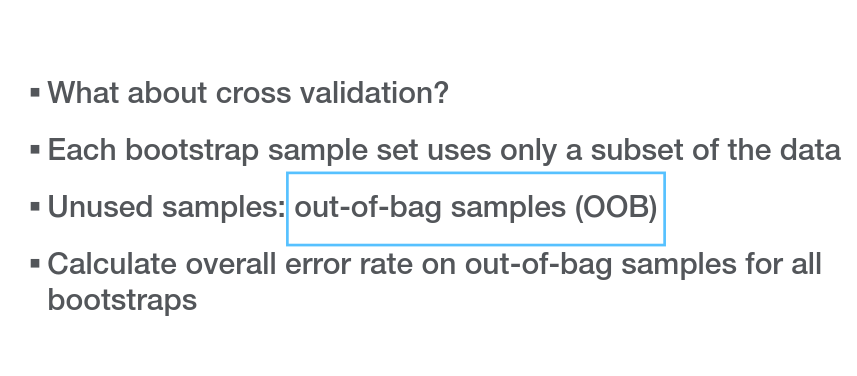 ▪ What about cross validation?
▪ Each bootstrap sample set uses only a subset of the data
▪ Unused samples: out-of-bag samples (OOB)
▪ Calculate overall error rate on out-of-bag samples for all
bootstraps